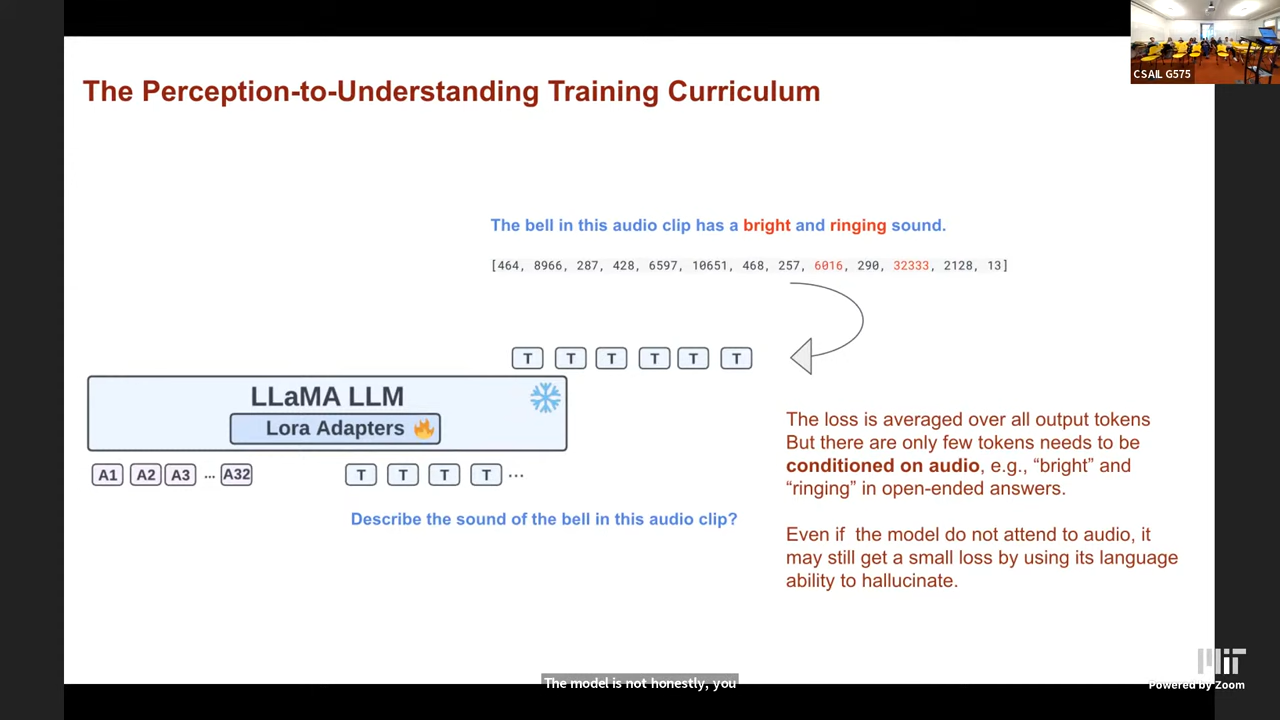 CSAIL G575
The Perception-to-Understanding Training Curriculum
The bell in this audio clip has a bright and ringing sound.
[464, 8966, 287, 428, 6597, 10651, 468, 257, 6016, 290, 32333, 2128, 13]
T T T T T T
LLaMA LLM
Lora Adapters
A1 A2 A3 ... A32 T T T T ...
Describe the sound of the bell in this audio clip?
The loss is averaged over all output tokens
But there are only few tokens needs to be
conditioned on audio, e.g., “bright” and
“ringing” in open-ended answers.
Even if the model do not attend to audio, it
may still get a small loss by using its language
ability to hallucinate.
MIT
Powered by Zoom
The model is not honestly, you